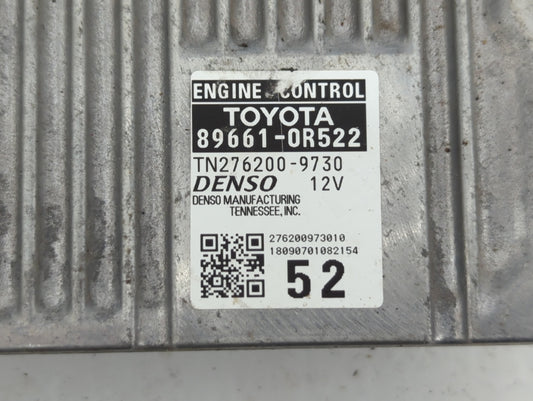 ENGINE CONTROL
TOYOTA
89661-0R522
TN276200-9730
DENSO 12V
DENSO MANUFACTURING
TENNESSEE, INC.
276200973010
18090701082154
52